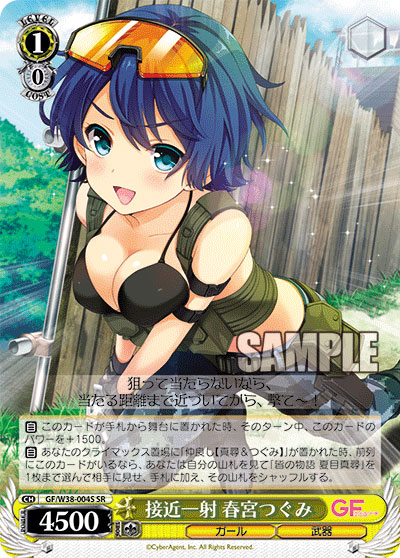 LEVEL
1
0
COST
SAMPLE
狙って当たらないなら、
当たる距離まで近づいてから、撃て～！
このカードが手札から舞台に置かれた時、そのターン中、このカードの
パワーを+1500。
あなたのクライマックス置場に「仲良し【真尋＆つぐみ】」が置かれた時、前列
にこのカードがいるなら、あなたは自分の山札を見て「皆の物語 夏目真尋」を1
枚まで選んで相手に見せ、手札に加え、その山札をシャッフルする。
CH GF/W38-004S SR
4500
接近一射 春宮つぐみ
GF
ガール 武器
©CyberAgent, Inc. All Rights Reserved.